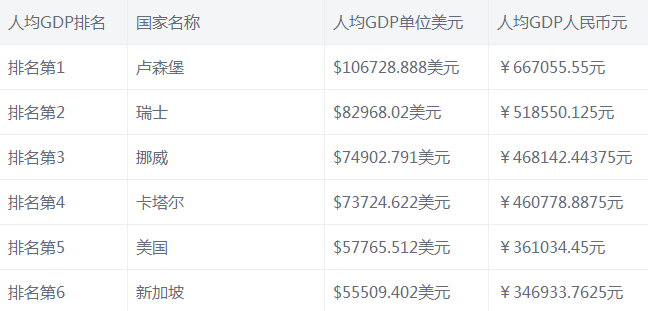 人均GDP排名 国家名称 人均GDP单位美元 人均GDP人民币元
排名第1 卢森堡 $106728.888美元 ￥667055.55元
排名第2 瑞士 $82968.02美元 ￥518550.125元
排名第3 挪威 $74902.791美元 ￥468142.44375元
排名第4 卡塔尔 $73724.622美元 ￥460778.8875元
排名第5 美国 $57765.512美元 ￥361034.45元
排名第6 新加坡 $55509.402美元 ￥346933.7625元